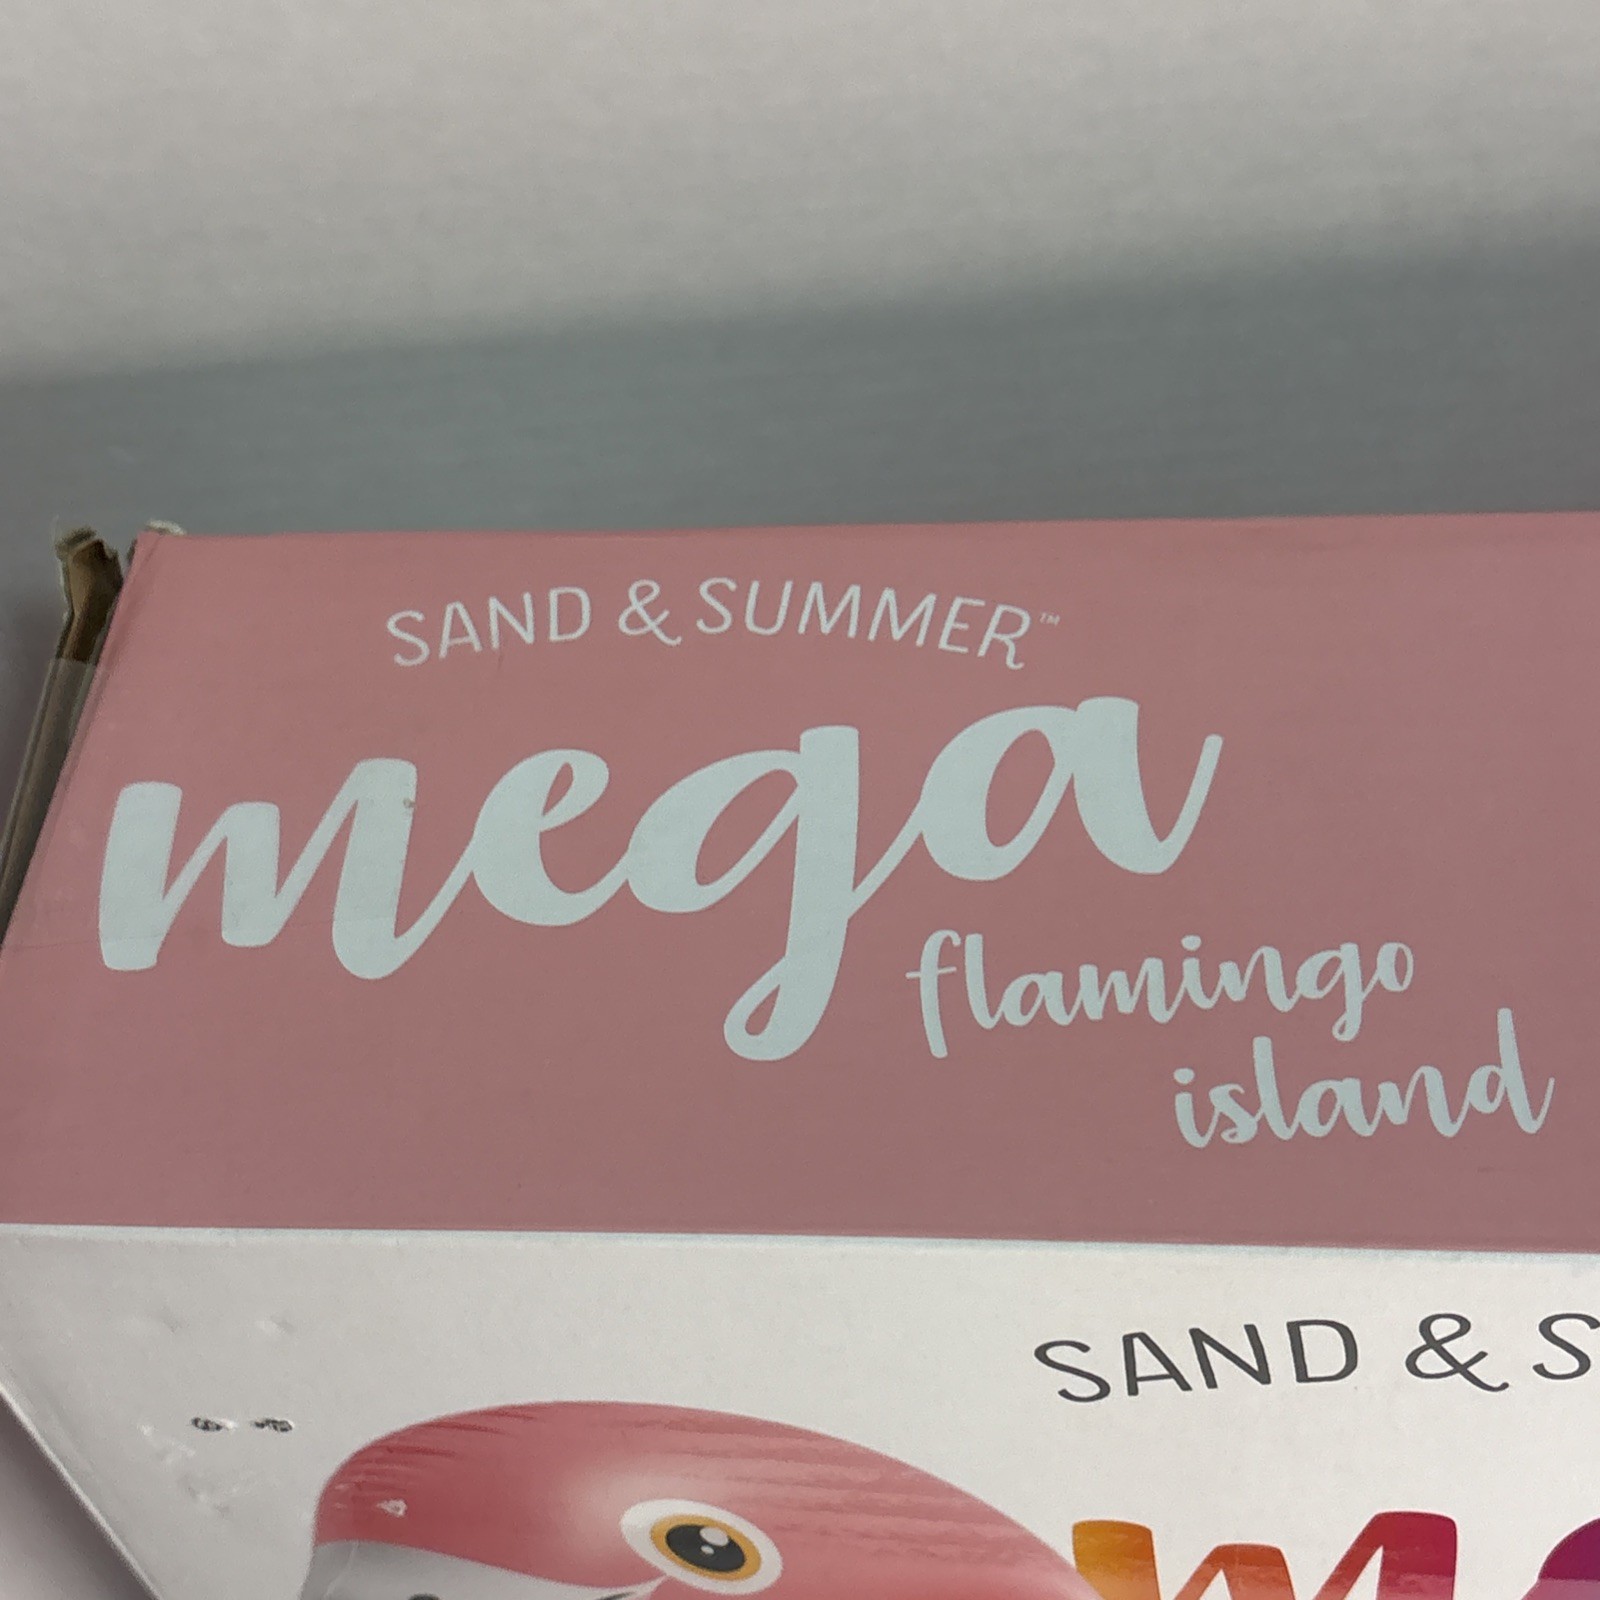 SAND & SUMMER™
mega
flamingo
island
SAND & S
m